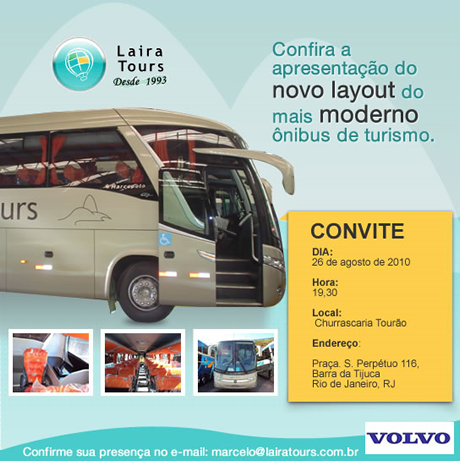 Laira
Tours
Desde 1993
Confira a
apresentação do
novo layout do
mais moderno
ônibus de turismo.
ours
CONVITE
DIA:
26 de agosto de 2010
Hora:
19,30
Local:
Churrascaria Tourão
Endereço:
Praça. S. Perpétuo 116,
Barra da Tijuca
Rio de Janeiro, RJ
VOLVO
Confirme sua presença no e-mail: marcelo@lairatours.com.br